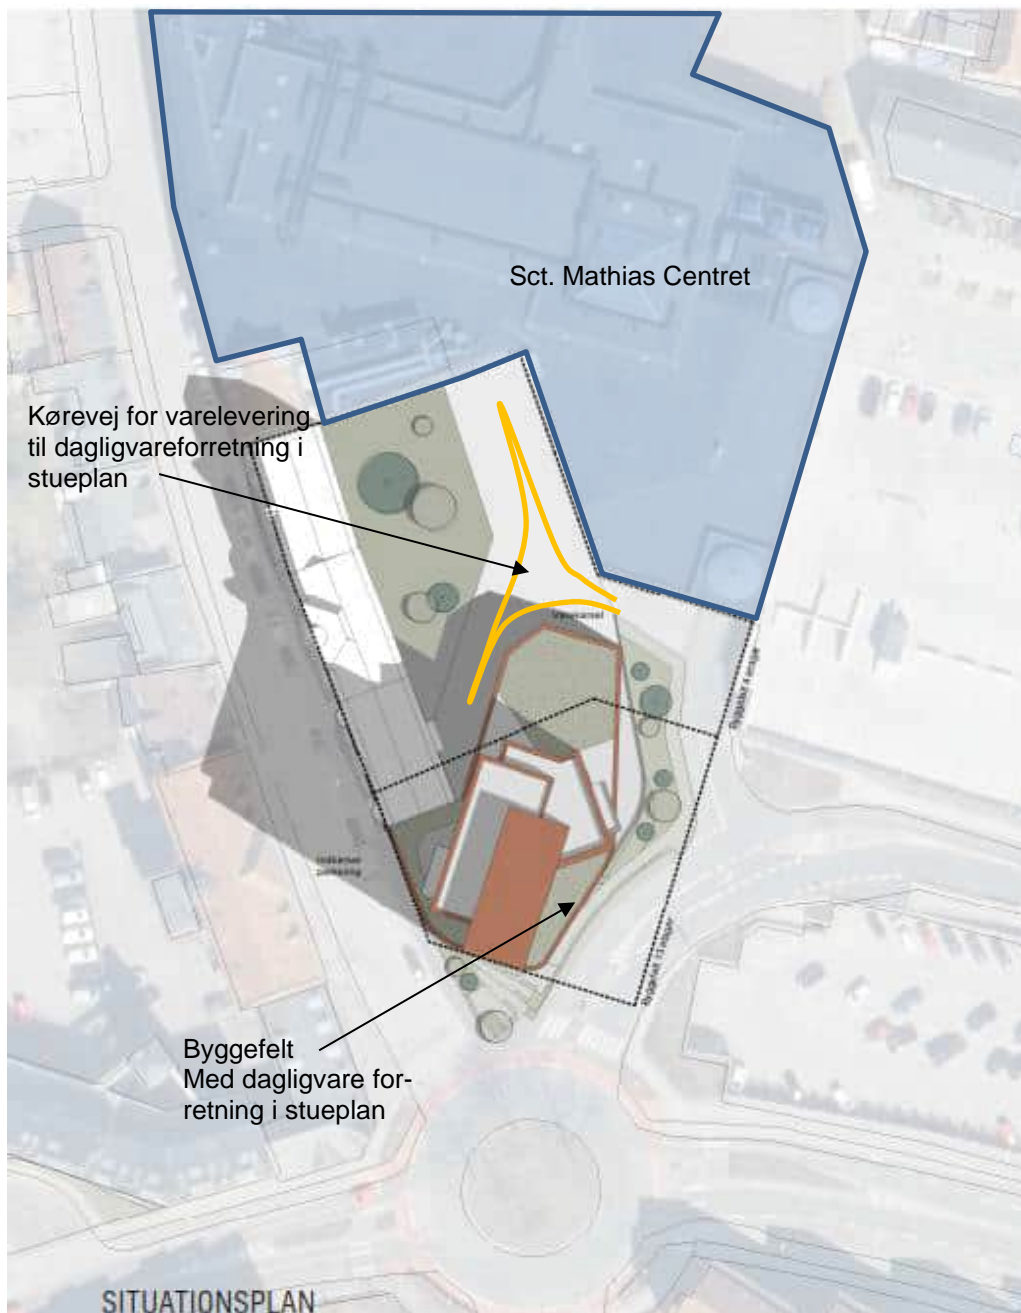 Sct. Mathias Centret
Kørevej for varelevering
til dagligvareforretning i
stueplan
Byggefelt
Med dagligvare for-
retning i stueplan
SITUATIONSPLAN